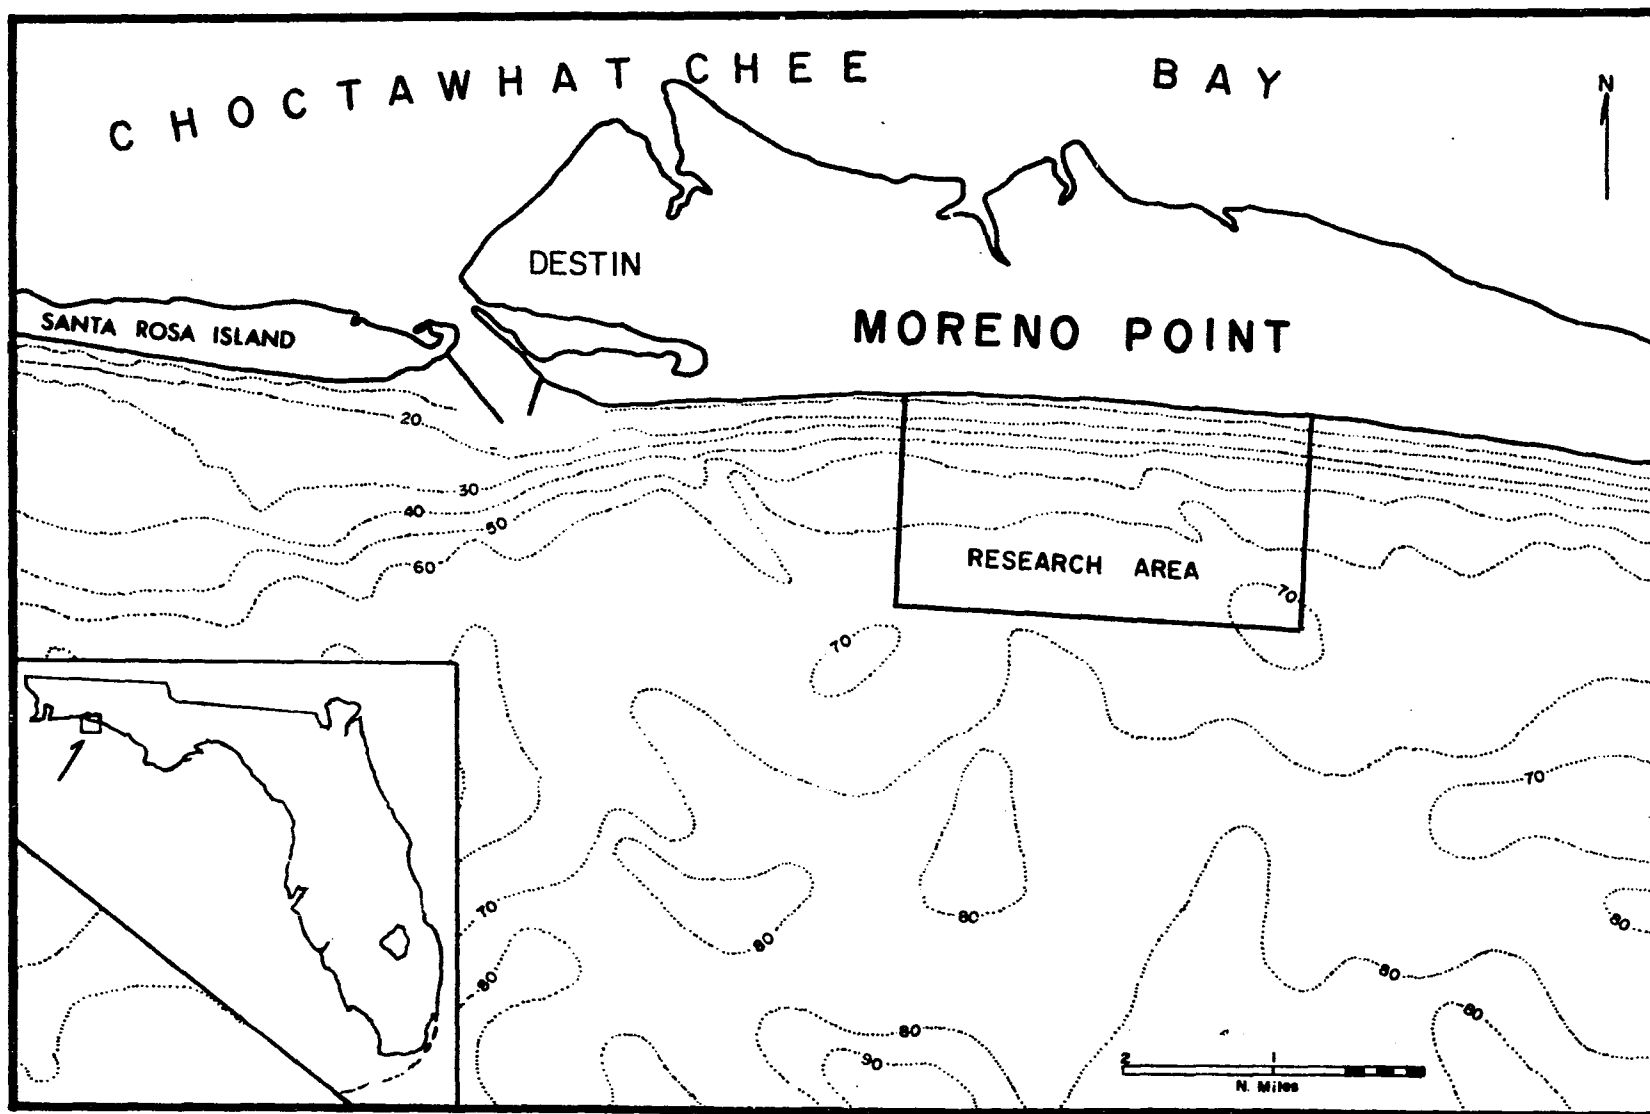 CHOCTAWHATCHEE BAY
N
DESTIN
SANTA ROSA ISLAND
MORENO POINT
20
30
40
50
60
RESEARCH AREA
70
70
70
70
80
80
80
80
80
80
80
90
2 1
N. Miles